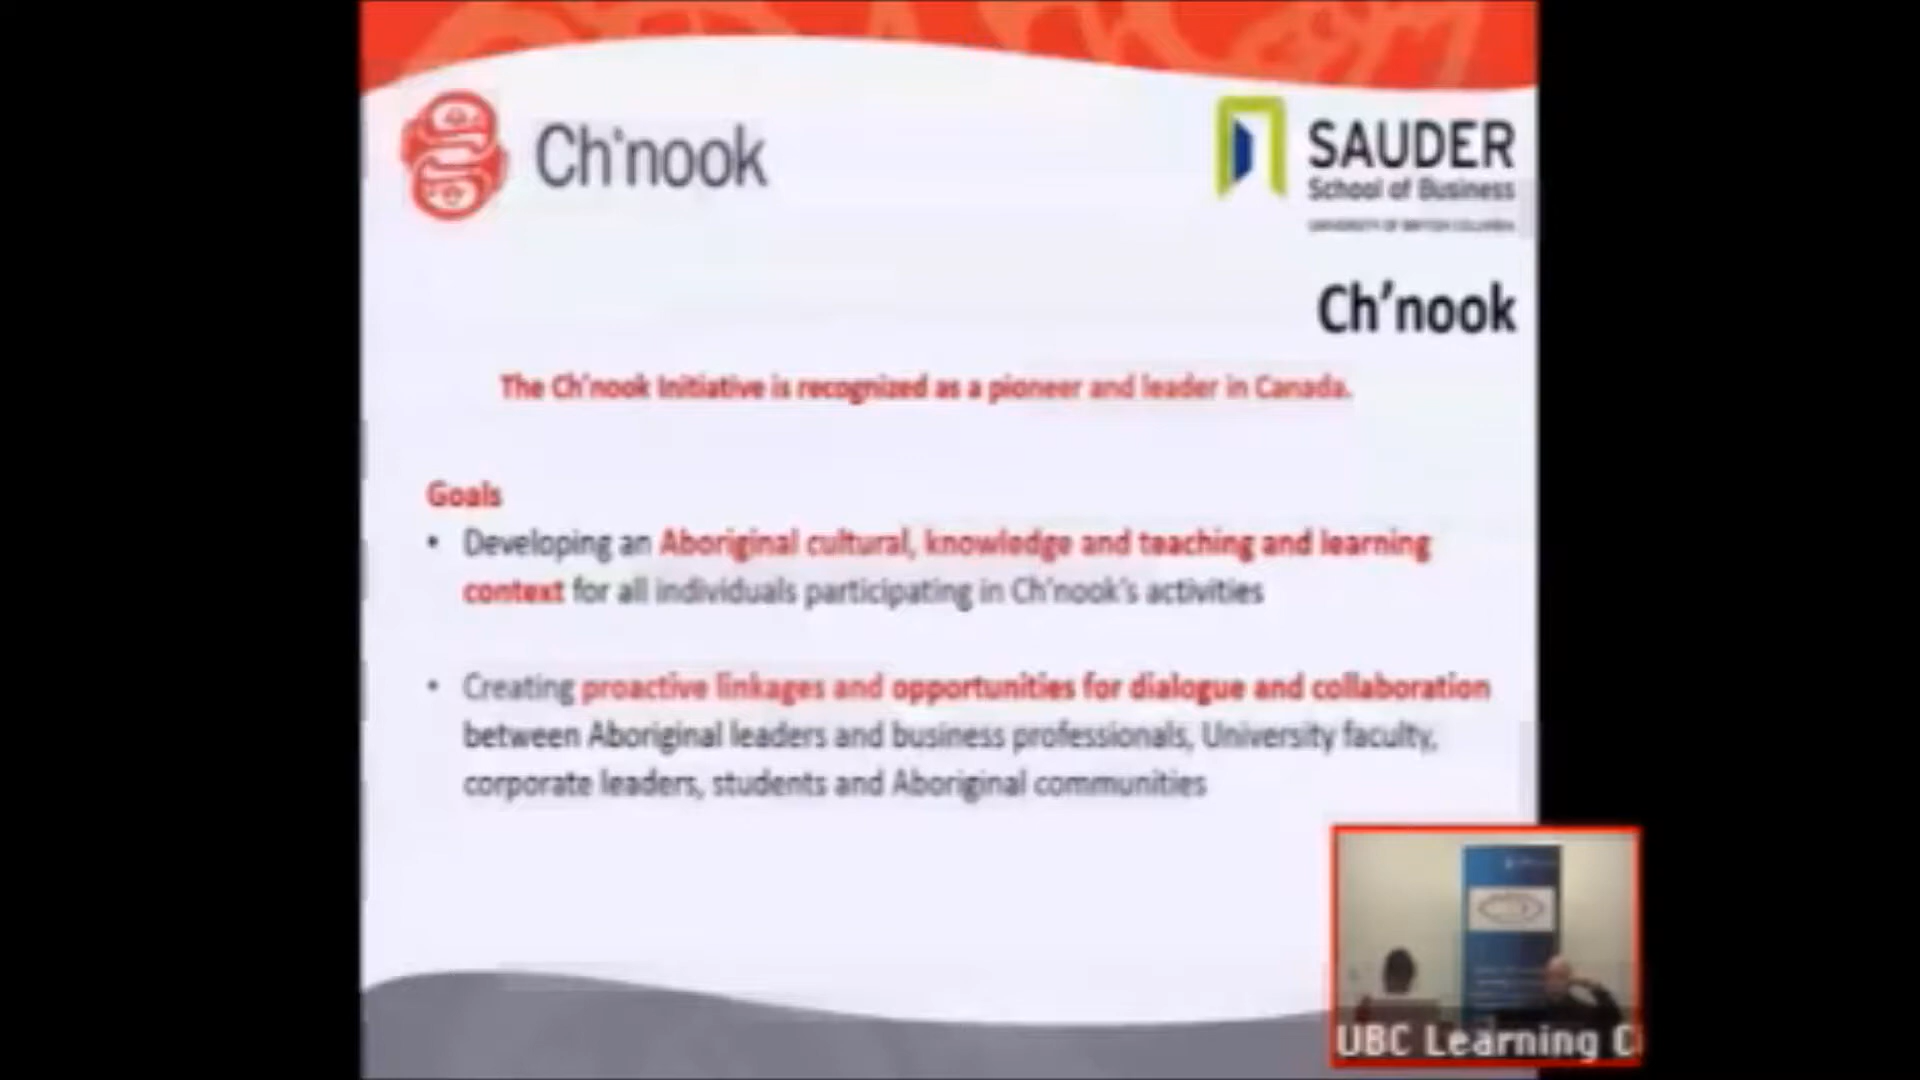 Ch'nook
SAUDER
School of Business
UNIVERSITY OF BRITISH COLUMBIA
Ch'nook
The Ch'nook Initiative is recognized as a pioneer and leader in Canada.
Goals
• Developing an Aboriginal cultural, knowledge and teaching and learning
context for all individuals participating in Ch'nook's activities
• Creating proactive linkages and opportunities for dialogue and collaboration
between Aboriginal leaders and business professionals, University faculty,
corporate leaders, students and Aboriginal communities
UBC Learning Ci